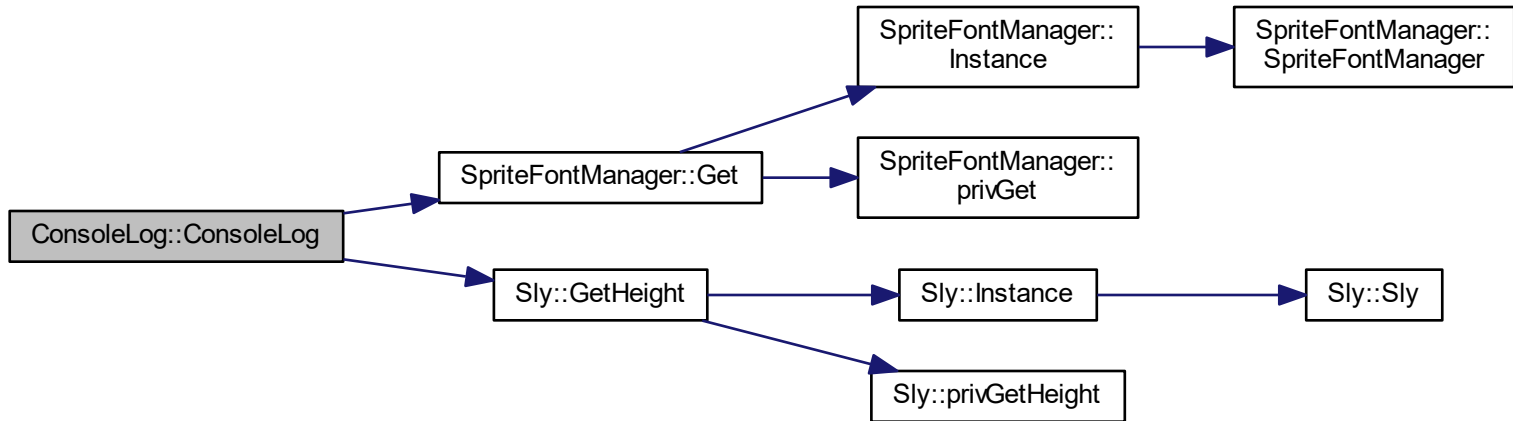 ConsoleLog::ConsoleLog
SpriteFontManager::Get
SpriteFontManager::
Instance
SpriteFontManager::
SpriteFontManager
SpriteFontManager::
privGet
Sly::GetHeight
Sly::Instance
Sly::Sly
Sly::privGetHeight